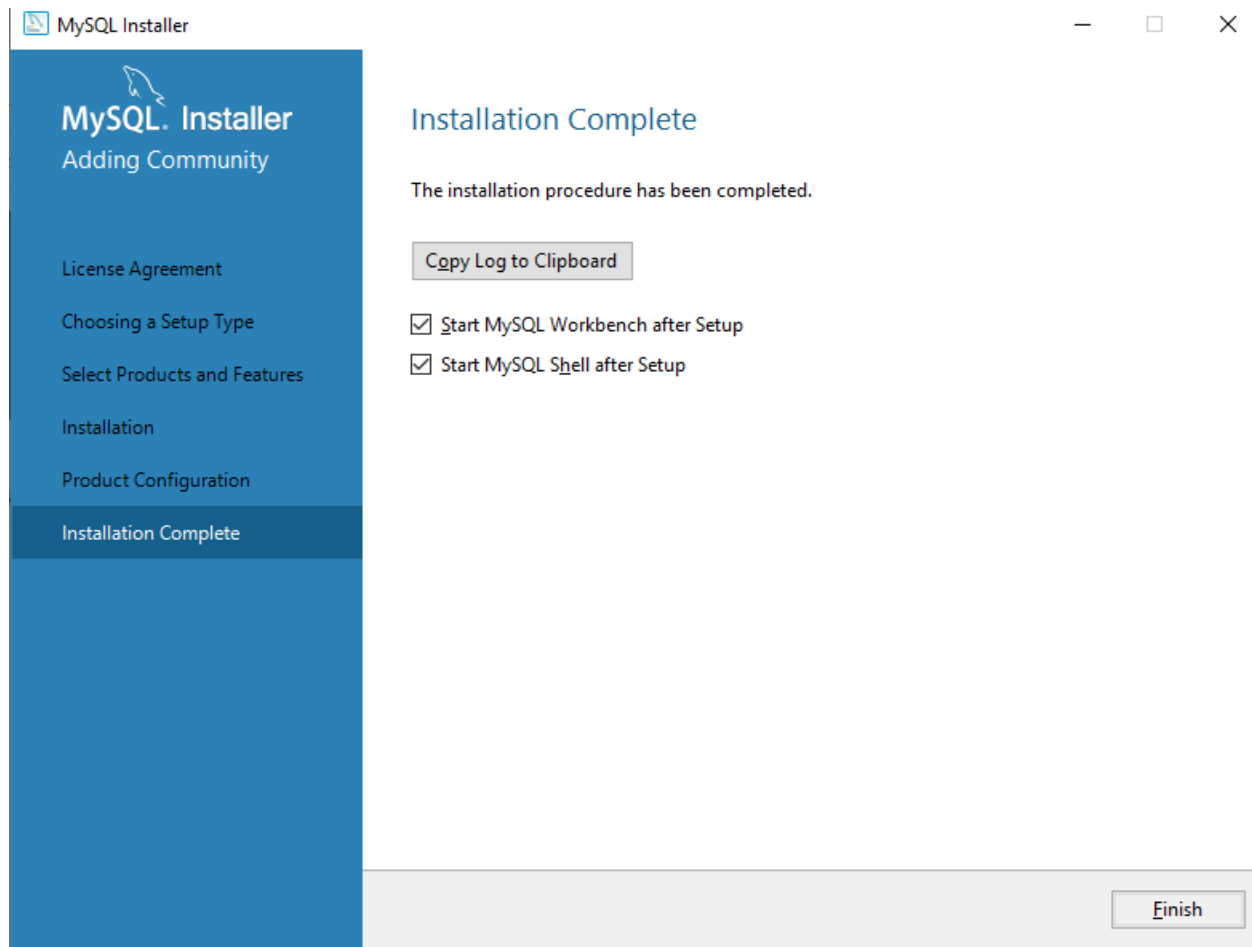 MySQL Installer
MySQL. Installer
Adding Community
License Agreement
Choosing a Setup Type
Select Products and Features
Installation
Product Configuration
Installation Complete
Installation Complete
The installation procedure has been completed.
Copy Log to Clipboard
Start MySQL Workbench after Setup
Start MySQL Shell after Setup
Finish